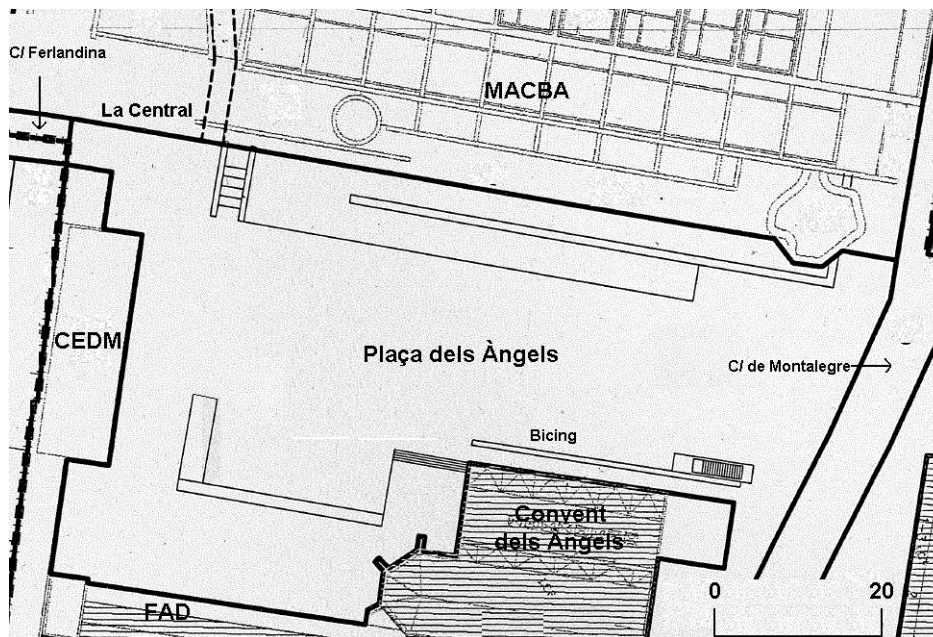 C/ Ferlandina
La Central
MACBA
CEDM
Plaça dels Àngels
C/ de Montalegre
Bicing
Convent
dels Àngels
FAD
0
20